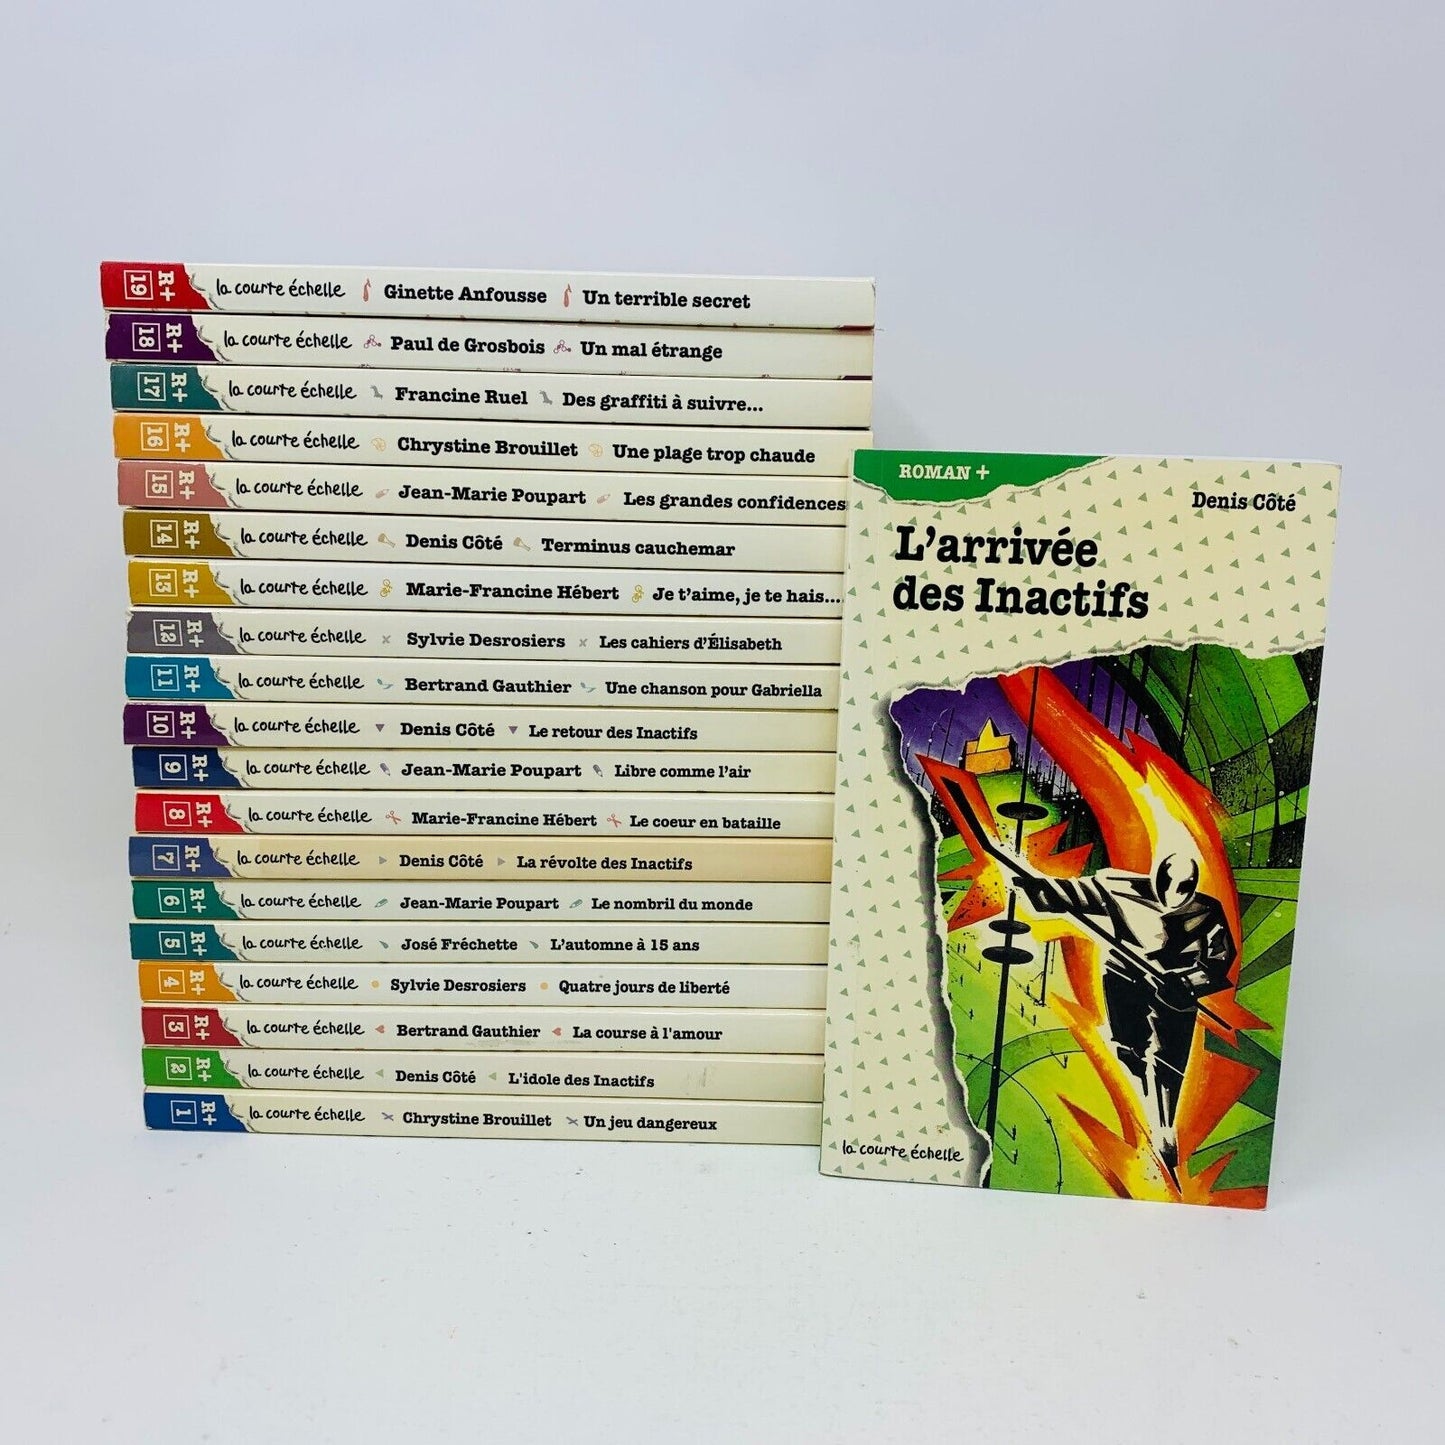 R+ 19 la courte échelle Ginette Anfousse Un terrible secret
R+ 18 la courte échelle Paul de Grosbois Un mal étrange
R+ 17 la courte échelle Francine Ruel Des graffiti à suivre...
R+ 16 la courte échelle Chrystine Brouillet Une plage trop chaude
R+ 15 la courte échelle Jean-Marie Poupart Les grandes confidences
R+ 14 la courte échelle Denis Côté Terminus cauchemar
R+ 13 la courte échelle Marie-Francine Hébert Je t'aime, je te hais...
R+ 12 la courte échelle Sylvie Desrosiers Les cahiers d'Élisabeth
R+ 11 la courte échelle Bertrand Gauthier Une chanson pour Gabriella
R+ 10 la courte échelle Denis Côté Le retour des Inactifs
R+ 9 la courte échelle Jean-Marie Poupart Libre comme l'air
R+ 8 la courte échelle Marie-Francine Hébert Le coeur en bataille
R+ 7 la courte échelle Denis Côté La révolte des Inactifs
R+ 6 la courte échelle Jean-Marie Poupart Le nombril du monde
R+ 5 la courte échelle José Fréchette L'automne à 15 ans
R+ 4 la courte échelle Sylvie Desrosiers Quatre jours de liberté
R+ 3 la courte échelle Bertrand Gauthier La course à l'amour
R+ 2 la courte échelle Denis Côté L'idole des Inactifs
R+ 1 la courte échelle Chrystine Brouillet Un jeu dangereux
ROMAN +
Denis Côté
L'arrivée
des Inactifs
la courte échelle